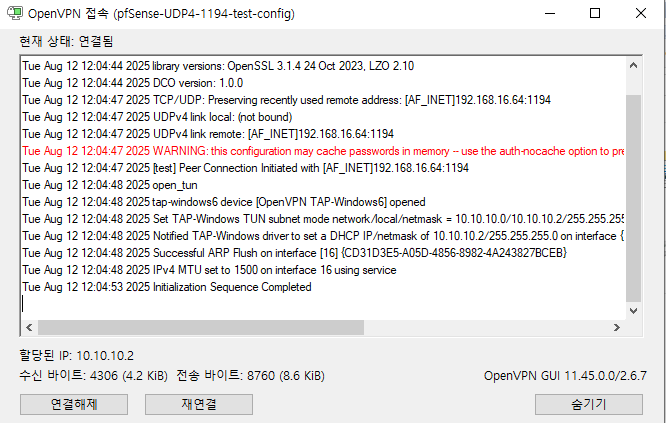 OpenVPN 접속 (pfSense-UDP4-1194-test-config)
현재 상태: 연결됨
Tue Aug 12 12:04:44 2025 library versions: OpenSSL 3.1.4 24 Oct 2023, LZO 2.10
Tue Aug 12 12:04:44 2025 DCO version: 1.0.0
Tue Aug 12 12:04:47 2025 TCP/UDP: Preserving recently used remote address: [AF_INET]192.168.16.64:1194
Tue Aug 12 12:04:47 2025 UDPv4 link local: (not bound)
Tue Aug 12 12:04:47 2025 UDPv4 link remote: [AF_INET]192.168.16.64:1194
Tue Aug 12 12:04:47 2025 WARNING: this configuration may cache passwords in memory -- use the auth-nocache option to pre
Tue Aug 12 12:04:47 2025 [test] Peer Connection Initiated with [AF_INET]192.168.16.64:1194
Tue Aug 12 12:04:48 2025 open_tun
Tue Aug 12 12:04:48 2025 tap-windows6 device [OpenVPN TAP-Windows6] opened
Tue Aug 12 12:04:48 2025 Set TAP-Windows TUN subnet mode network/local/netmask = 10.10.10.0/10.10.10.2/255.255.255
Tue Aug 12 12:04:48 2025 Notified TAP-Windows driver to set a DHCP IP/netmask of 10.10.10.2/255.255.255.0 on interface {
Tue Aug 12 12:04:48 2025 Successful ARP Flush on interface [16] {CD31D3E5-A05D-4856-8982-4A243827BCEB}
Tue Aug 12 12:04:48 2025 IPv4 MTU set to 1500 on interface 16 using service
Tue Aug 12 12:04:53 2025 Initialization Sequence Completed
할당된 IP: 10.10.10.2
수신 바이트: 4306 (4.2 KiB) 전송 바이트: 8760 (8.6 KiB) OpenVPN GUI 11.45.0.0/2.6.7
연결해제 재연결 숨기기